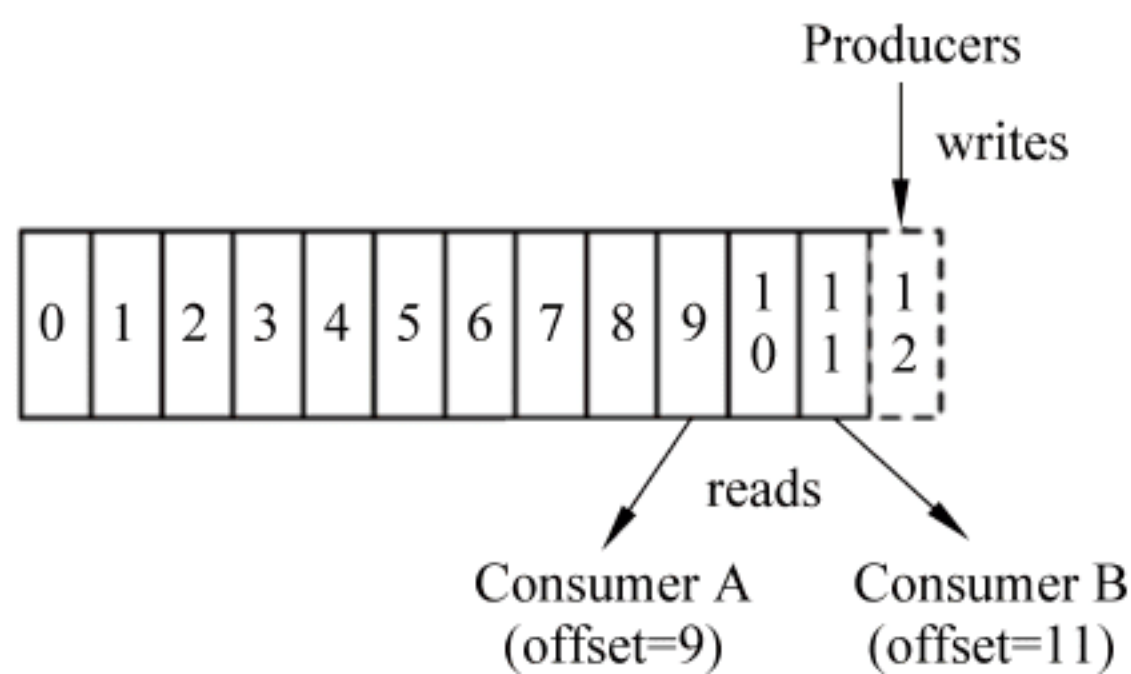 Producers
writes
0 1 2 3 4 5 6 7 8 9 10 11 12
reads
Consumer A
(offset=9)
Consumer B
(offset=11)